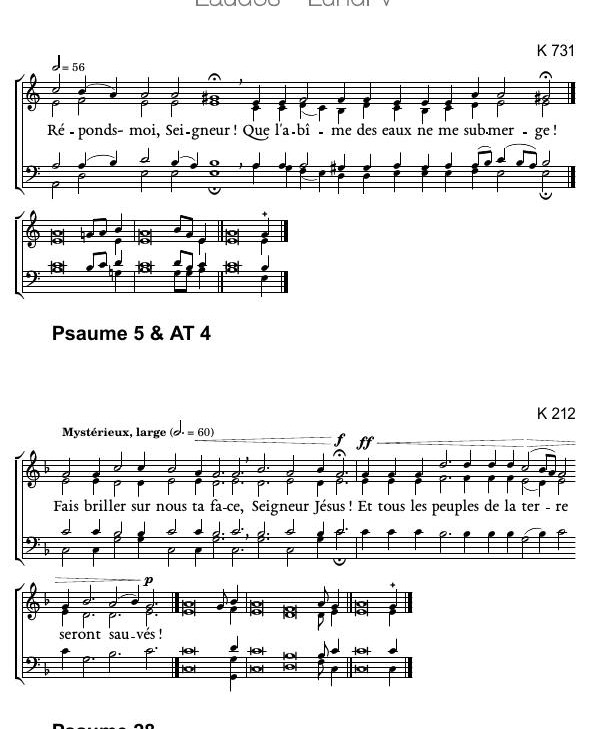 Laudes – Lundi V
K 731
= 56
Ré - ponds- moi, Sei-gneur ! Que l'a-bî - me des eaux ne me sub-mer - ge !
Psaume 5 & AT 4
K 212
Mystérieux, large ( = 60)
f ff
Fais briller sur nous ta fa-ce, Seigneur Jésus ! Et tous les peuples de la ter - re
p
seront sau-vés !
Psaume 28